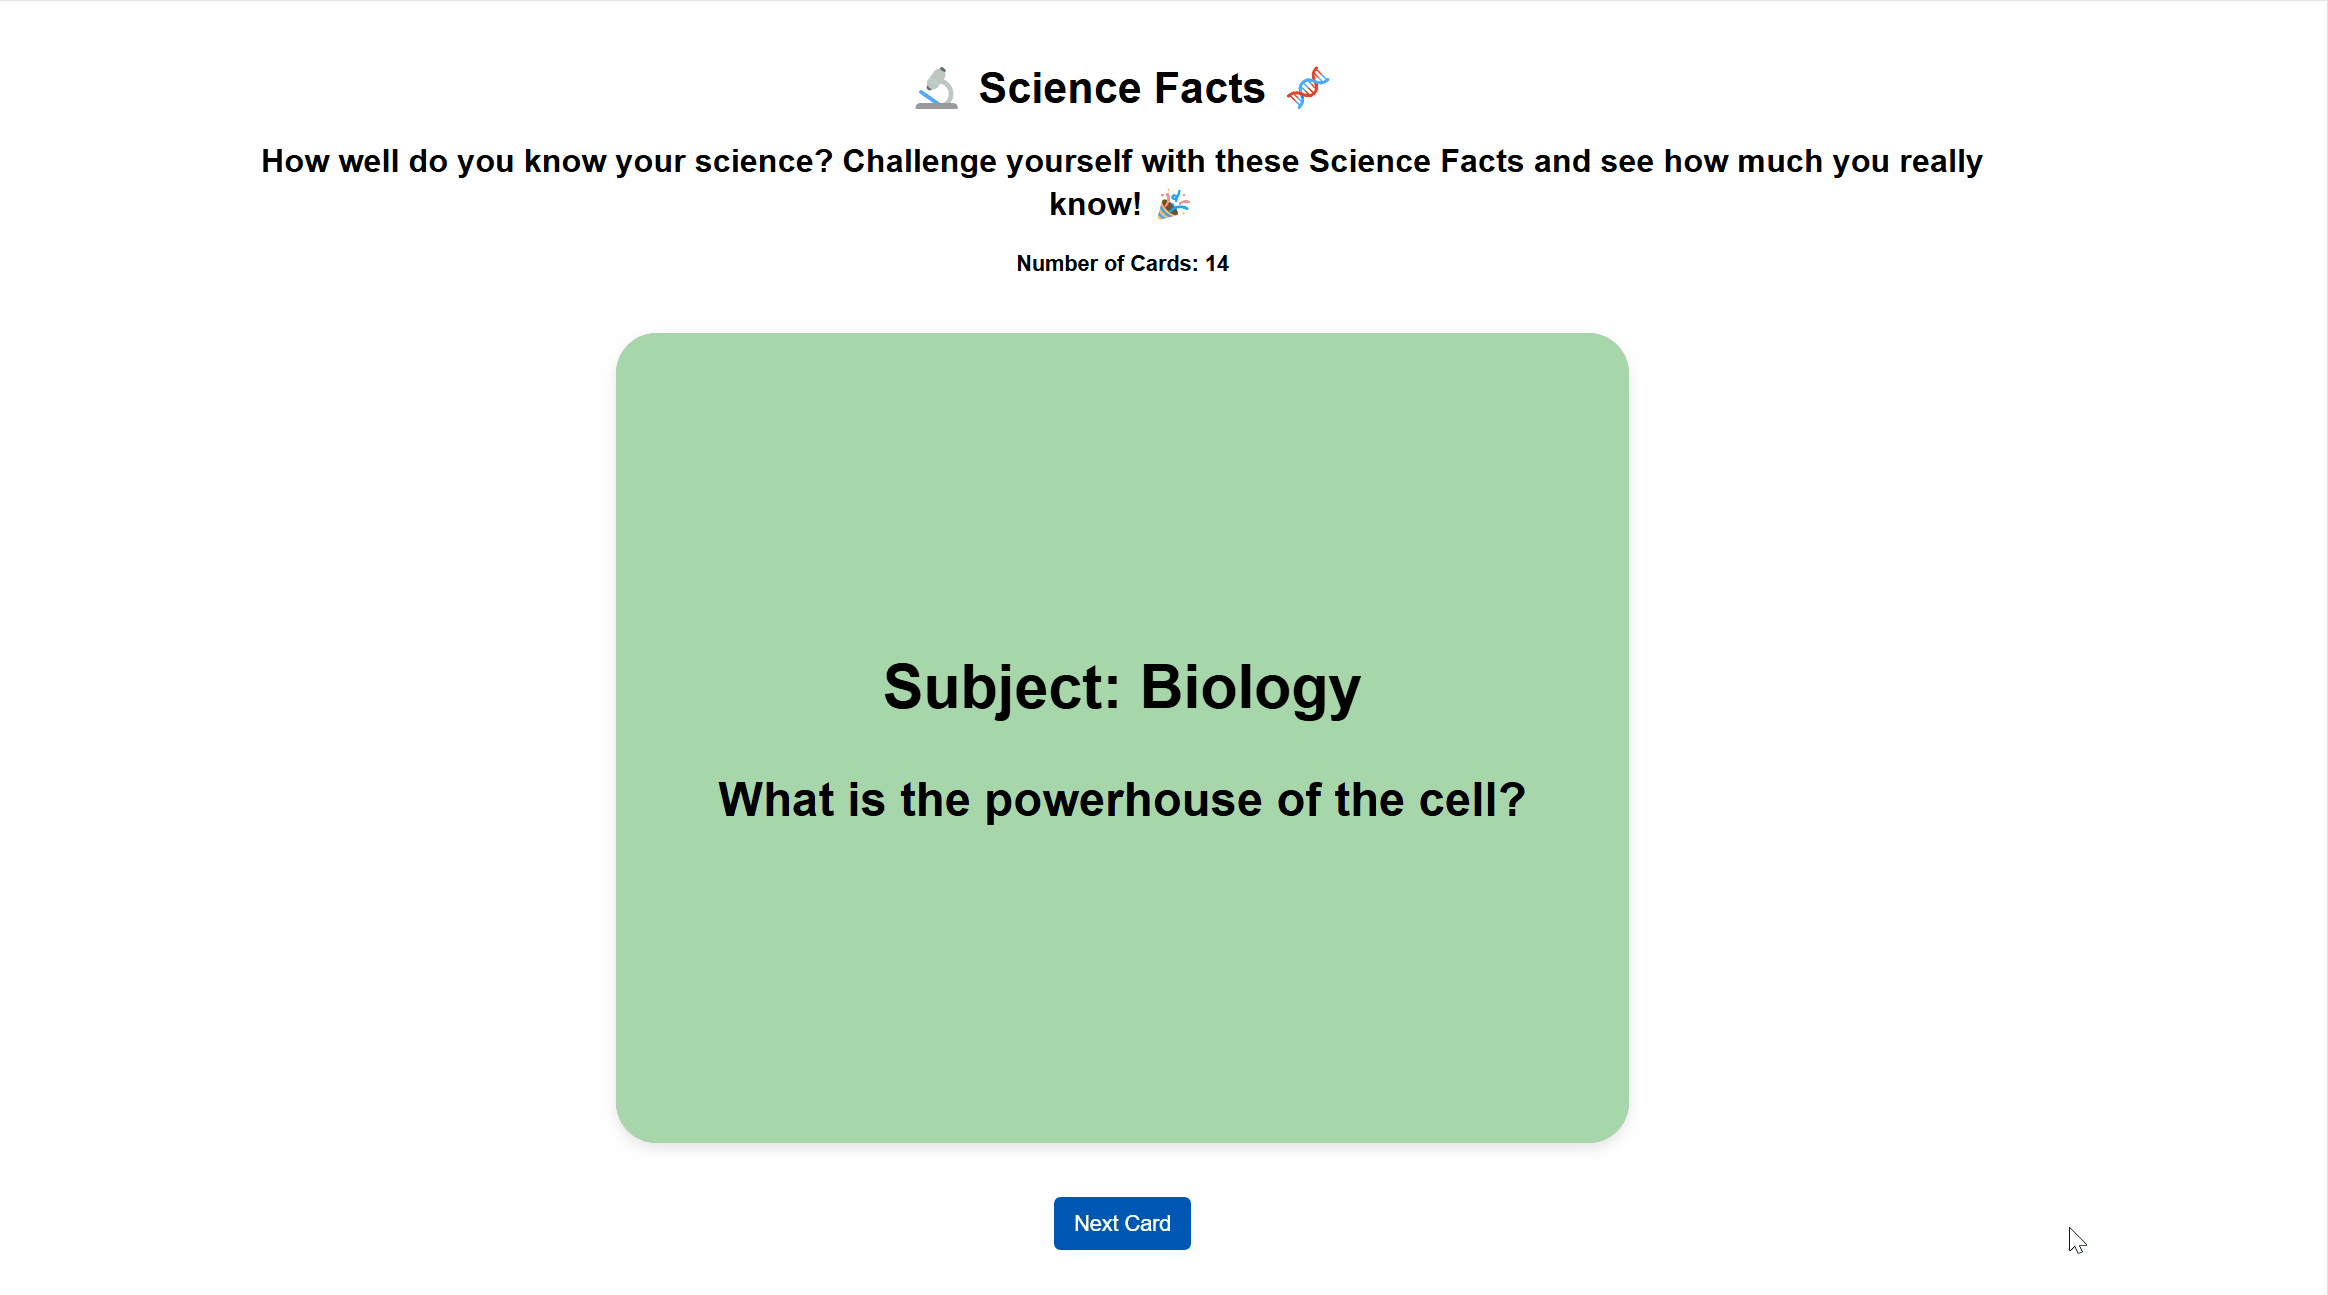 🔬 Science Facts 🧬
How well do you know your science? Challenge yourself with these Science Facts and see how much you really
know! 🎉
Number of Cards: 14
Subject: Biology
What is the powerhouse of the cell?
Next Card